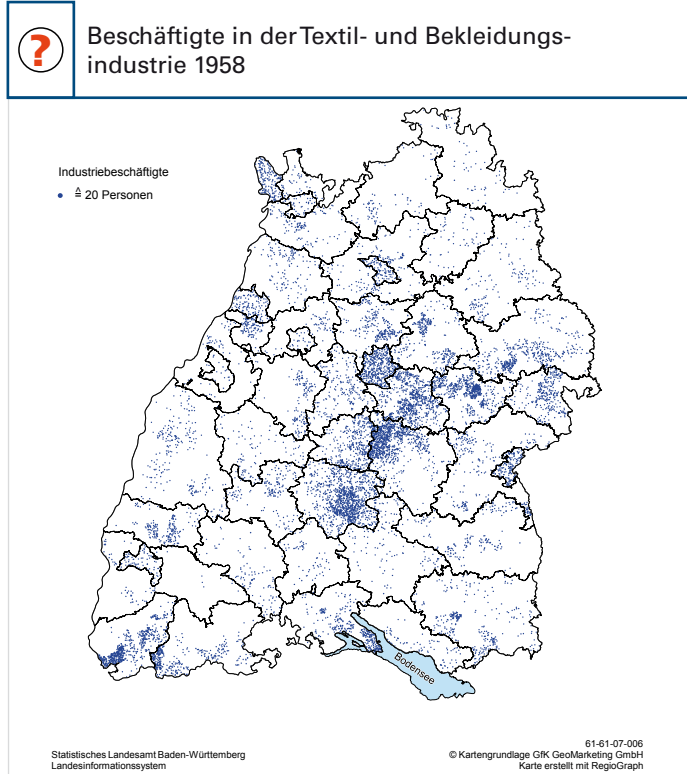 ?
Beschäftigte in der Textil- und Bekleidungs-
industrie 1958
Industriebeschäftigte
≙ 20 Personen
Bodensee
61-61-07-006
Statistisches Landesamt Baden-Württemberg
© Kartengrundlage GfK GeoMarketing GmbH
Landesinformationssystem
Karte erstellt mit RegioGraph